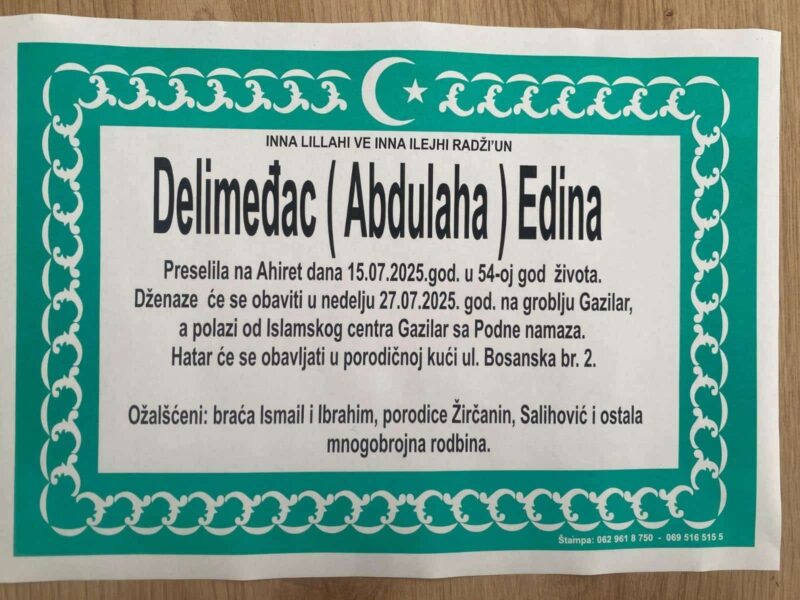 INNA LILLAHI VE INNA ILEJHI RADŽI'UN
Delimeđac ( Abdulaha ) Edina
Preselila na Ahiret dana 15.07.2025.god. u 54-oj god života.
Dženaze će se obaviti u nedelju 27.07.2025. god. na groblju Gazilar,
a polazi od Islamskog centra Gazilar sa Podne namaza.
Hatar će se obavljati u porodičnoj kući ul. Bosanska br. 2.
Ožalšćeni: braća Ismail i Ibrahim, porodice Žirčanin, Salihović i ostala
mnogobrojna rodbina.
Štampa: 062 961 8 750 - 069 516 515 5